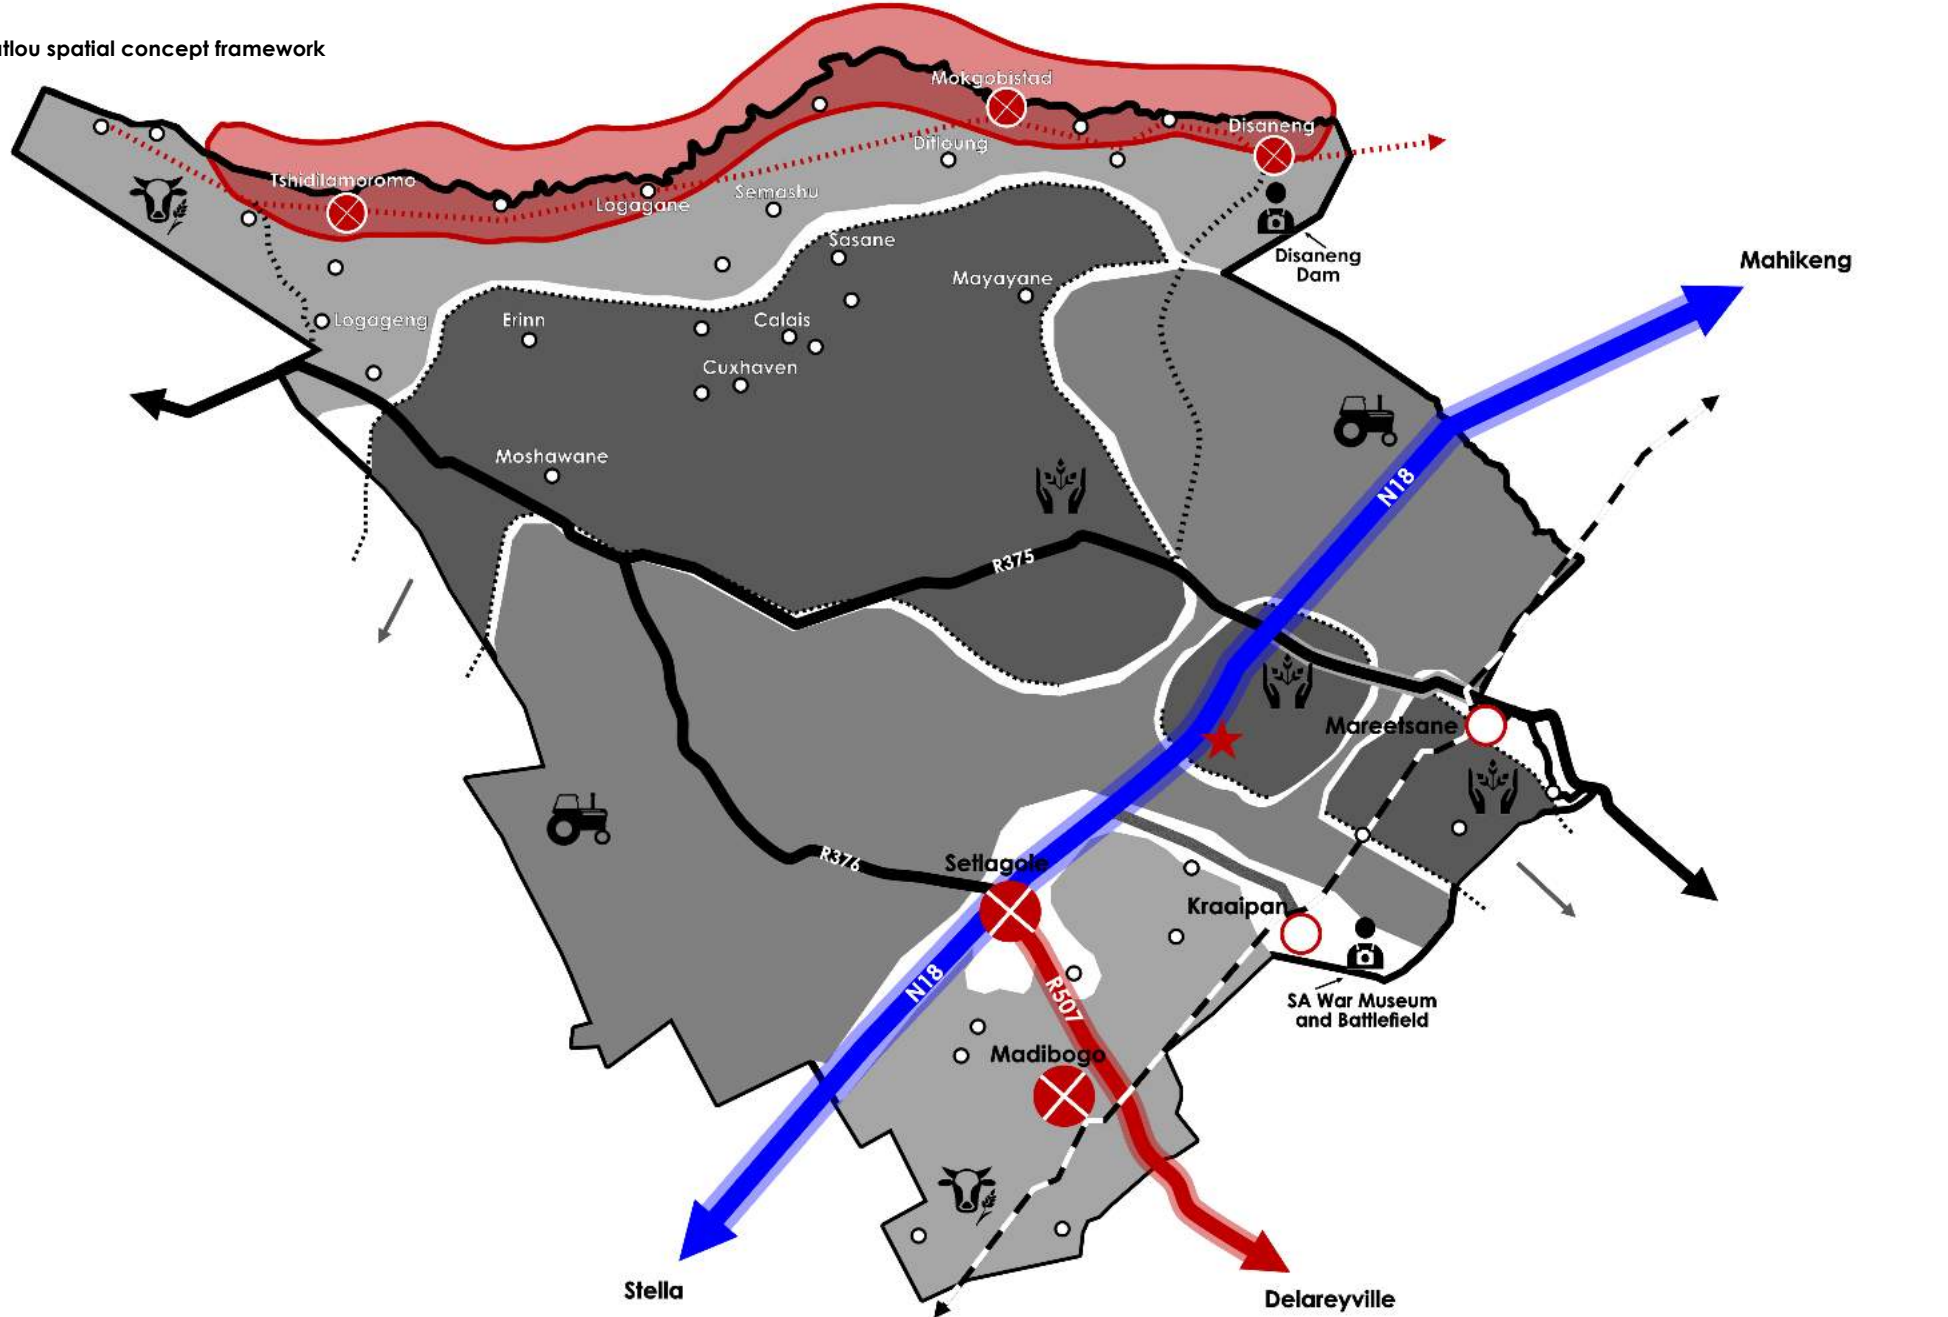 tlou spatial concept framework
Mokgobistad
Disaneng
Ditloung
Tshidilamoromo
Logagane
Semashu
Sasane
Disaneng
Dam
Mahikeng
Mayayane
Logageng
Erinn
Calais
Cuxhaven
Moshawane
N18
R375
Mareetsane
R376
Setlagole
Kraaipan
N18
R507
SA War Museum
and Battlefield
Madibogo
Stella
Delareyville